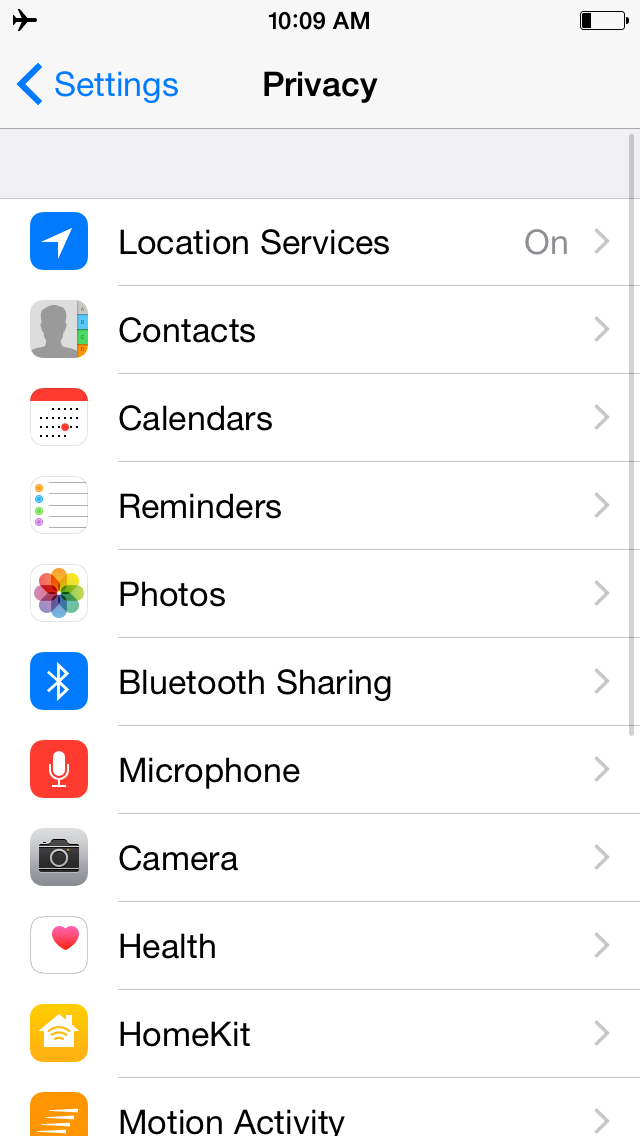 10:09 AM
Settings
Privacy
Location Services On
Contacts
Calendars
Reminders
Photos
Bluetooth Sharing
Microphone
Camera
Health
HomeKit
Motion Activity